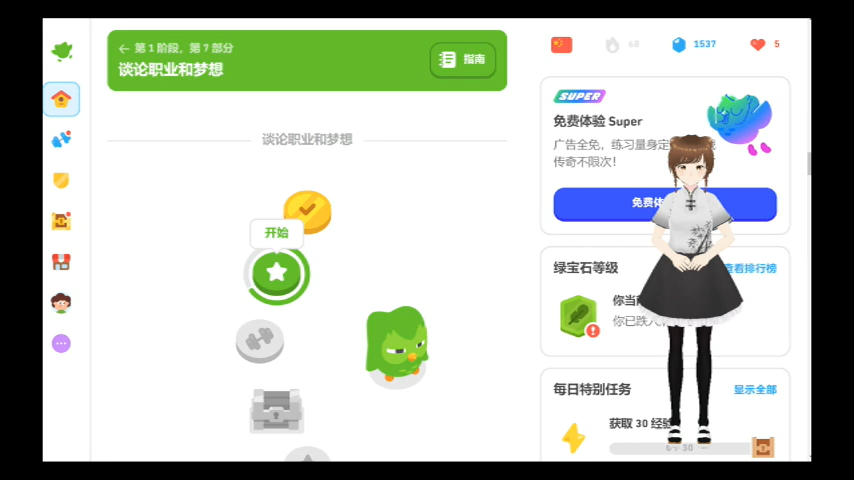 ← 第 1 阶段，第 7 部分
谈论职业和梦想
指南
68
1537
5
谈论职业和梦想
开始
SUPER
免费体验 Super
广告全免，练习量身定
传奇不限次!
免费体
绿宝石等级
查看排行榜
你当前
你已跌入
每日特别任务
显示全部
获取 30 经验